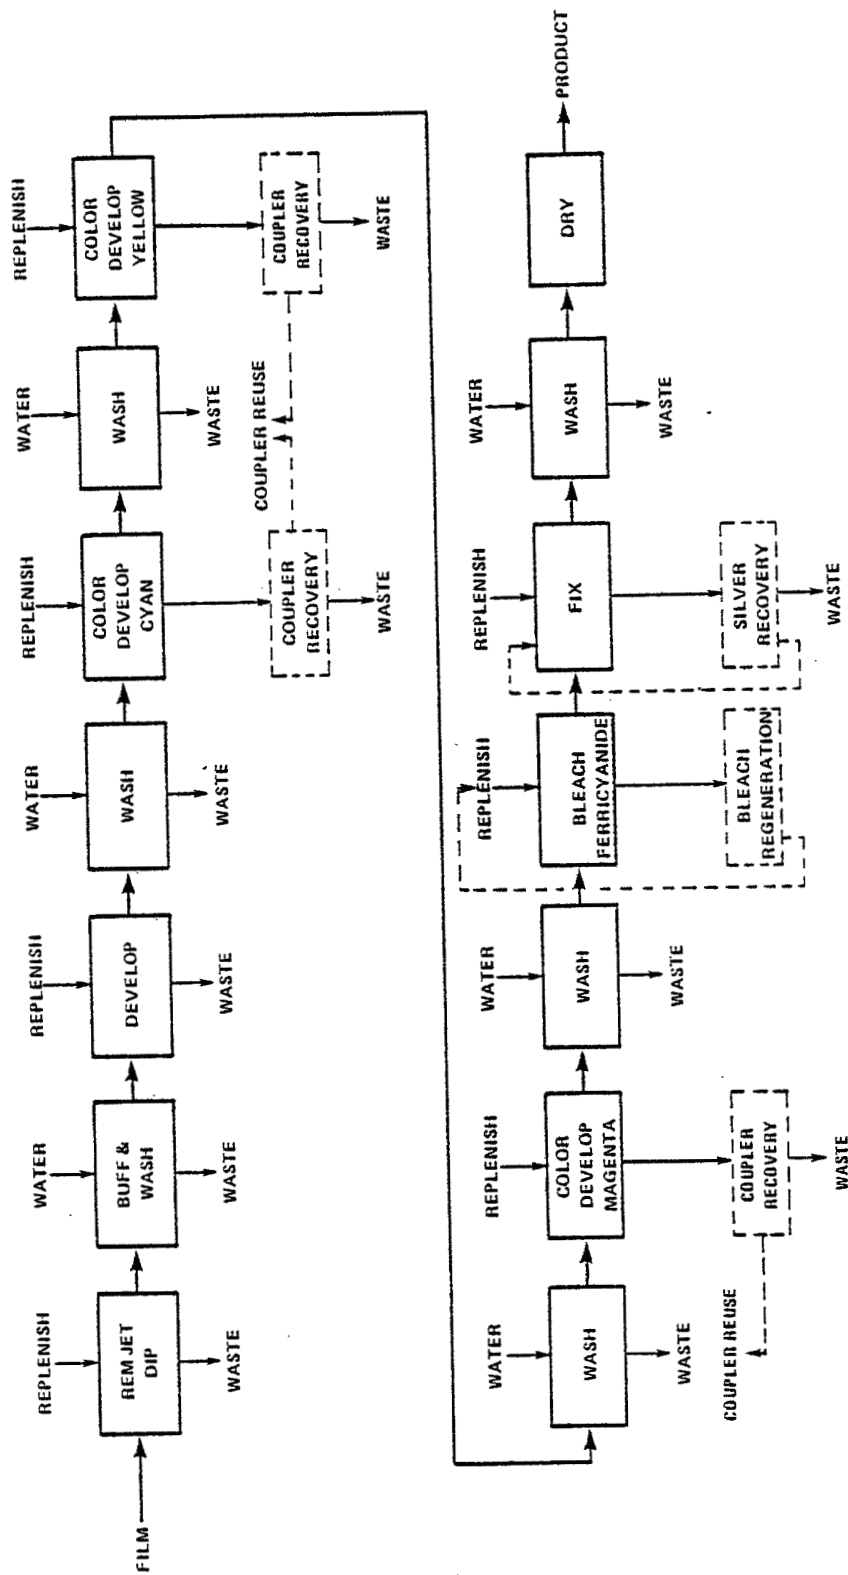 FILM
REPLENISH
REM JET
DIP
WASTE
WATER
BUFF &
WASH
WASTE
REPLENISH
DEVELOP
WASTE
WATER
WASH
WASTE
REPLENISH
COLOR
DEVELOP
CYAN
COUPLER
RECOVERY
WASTE
WATER
WASH
WASTE
COUPLER REUSE
REPLENISH
COLOR
DEVELOP
YELLOW
COUPLER
RECOVERY
WASTE
WATER
WASH
WASTE
COUPLER REUSE
REPLENISH
COLOR
DEVELOP
MAGENTA
COUPLER
RECOVERY
WASTE
WATER
WASH
WASTE
REPLENISH
BLEACH
FERRICYANIDE
BLEACH
REGENERATION
REPLENISH
FIX
SILVER
RECOVERY
WASTE
WATER
WASH
WASTE
DRY
PRODUCT